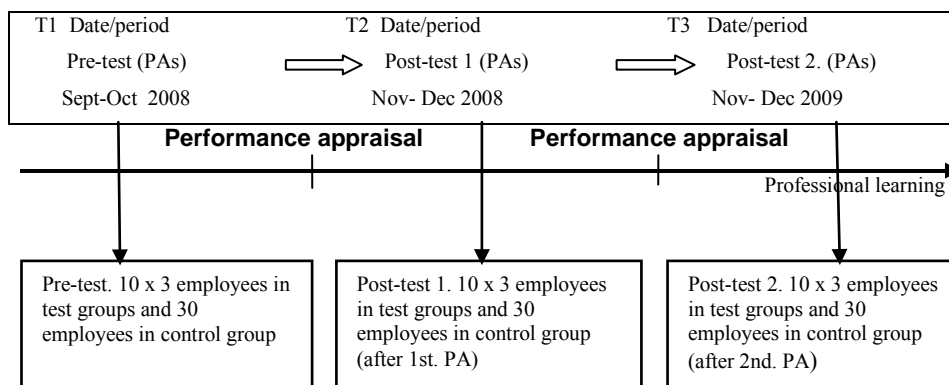 T1 Date/period T2 Date/period T3 Date/period
Pre-test (PAs) Post-test 1 (PAs) Post-test 2. (PAs)
Sept-Oct 2008 Nov- Dec 2008 Nov- Dec 2009
Performance appraisal Performance appraisal
Professional learning
Pre-test. 10 x 3 employees in
test groups and 30
employees in control group
Post-test 1. 10 x 3 employees
in test groups and 30
employees in control group
(after 1st. PA)
Post-test 2. 10 x 3 employees
in test groups and 30
employees in control group
(after 2nd. PA)